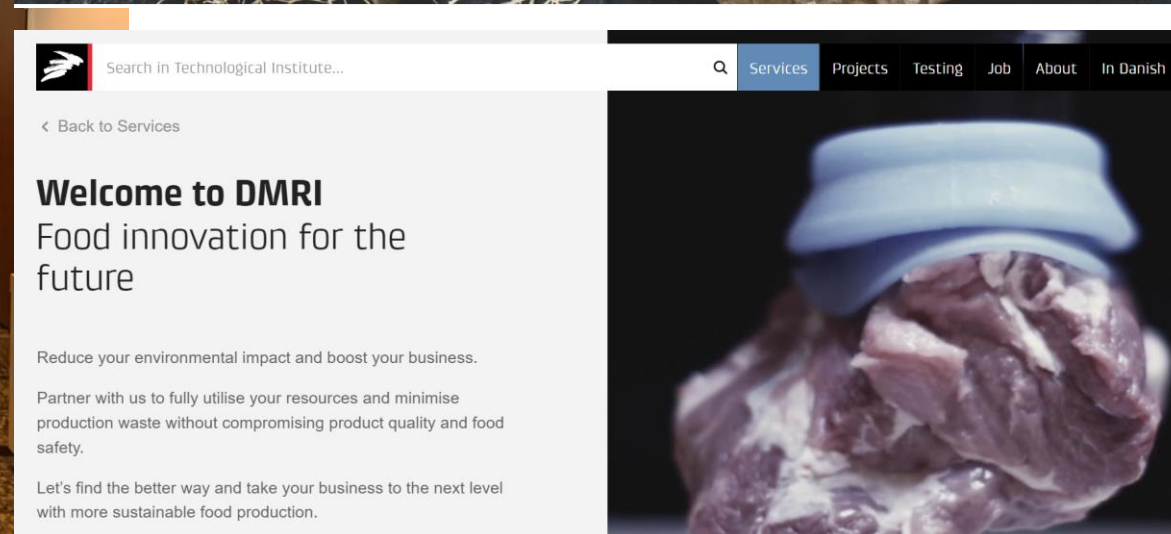 Search in Technological Institute...
Services Projects Testing Job About In Danish
Back to Services
Welcome to DMRI
Food innovation for the
future
Reduce your environmental impact and boost your business.
Partner with us to fully utilise your resources and minimise
production waste without compromising product quality and food
safety.
Let's find the better way and take your business to the next level
with more sustainable food production.